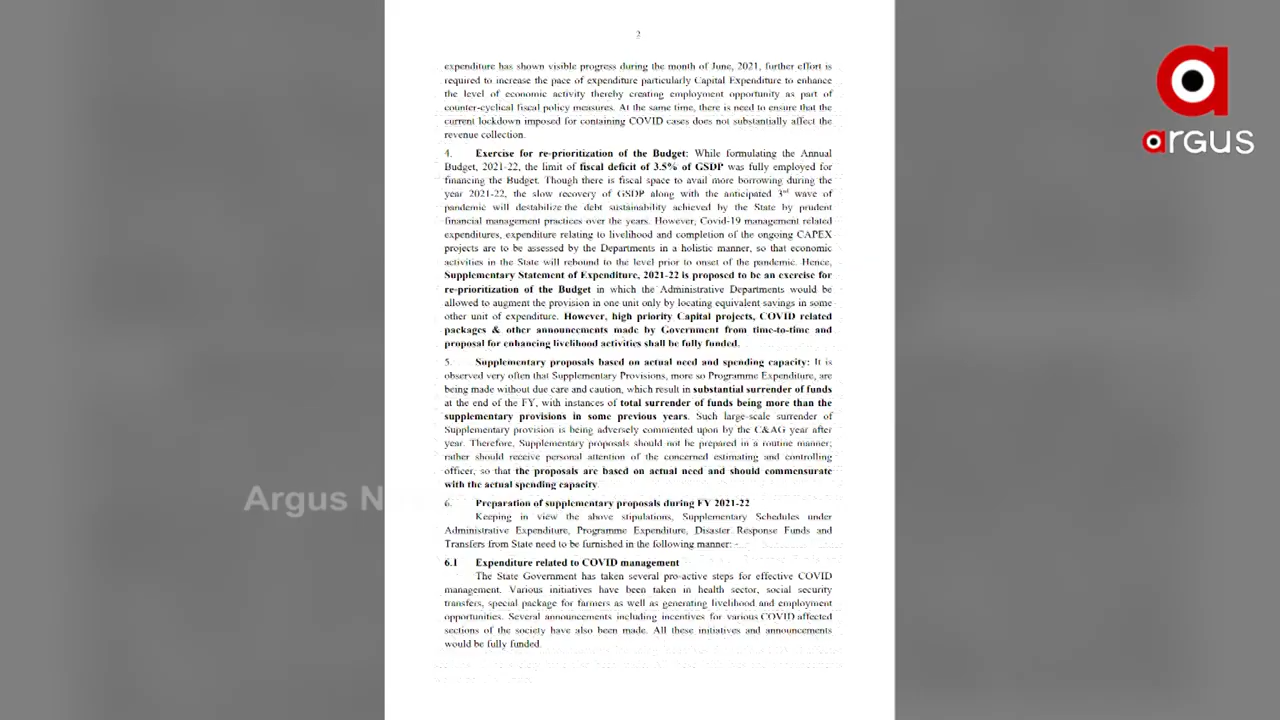 2
expenditure has shown visible progress during the month of June, 2021, further effort is
required to increase the pace of expenditure particularly Capital Expenditure to enhance
the level of economic activity thereby creating employment opportunity as part of
counter-cyclical fiscal policy measures. At the same time, there is need to ensure that the
current lockdown imposed for containing COVID cases does not substantially affect the
revenue collection.
4. Exercise for re-prioritization of the Budget: While formulating the Annual
Budget, 2021-22, the limit of fiscal deficit of 3.5% of GSDP was fully employed for
financing the Budget. Though there is fiscal space to avail more borrowing during the
year 2021-22, the slow recovery of GSDP along with the anticipated 3rd wave of
pandemic will destabilize the debt sustainability achieved by the State by prudent
financial management practices over the years. However, Covid-19 management related
expenditures, expenditure relating to livelihood and completion of the ongoing CAPEX
projects are to be assessed by the Departments in a holistic manner, so that economic
activities in the State will rebound to the level prior to onset of the pandemic. Hence,
Supplementary Statement of Expenditure, 2021-22 is proposed to be an exercise for
re-prioritization of the Budget in which the Administrative Departments would be
allowed to augment the provision in one unit only by locating equivalent savings in some
other unit of expenditure. However, high priority Capital projects, COVID related
packages & other announcements made by Government from time-to-time and
proposal for enhancing livelihood activities shall be fully funded.
5. Supplementary proposals based on actual need and spending capacity: It is
observed very often that Supplementary Provisions, more so Programme Expenditure, are
being made without due care and caution, which result in substantial surrender of funds
at the end of the FY, with instances of total surrender of funds being more than the
supplementary provisions in some previous years. Such large-scale surrender of
Supplementary provision is being adversely commented upon by the C&AG year after
year. Therefore, Supplementary proposals should not be prepared in a routine manner;
rather should receive personal attention of the concerned estimating and controlling
officer, so that the proposals are based on actual need and should commensurate
with the actual spending capacity.
6. Preparation of supplementary proposals during FY 2021-22
Keeping in view the above stipulations, Supplementary Schedules under
Administrative Expenditure, Programme Expenditure, Disaster Response Funds and
Transfers from State need to be furnished in the following manner: -
6.1 Expenditure related to COVID management
The State Government has taken several pro-active steps for effective COVID
management. Various initiatives have been taken in health sector, social security
transfers, special package for farmers as well as generating livelihood and employment
opportunities. Several announcements including incentives for various COVID affected
sections of the society have also been made. All these initiatives and announcements
would be fully funded.
argus
Argus N